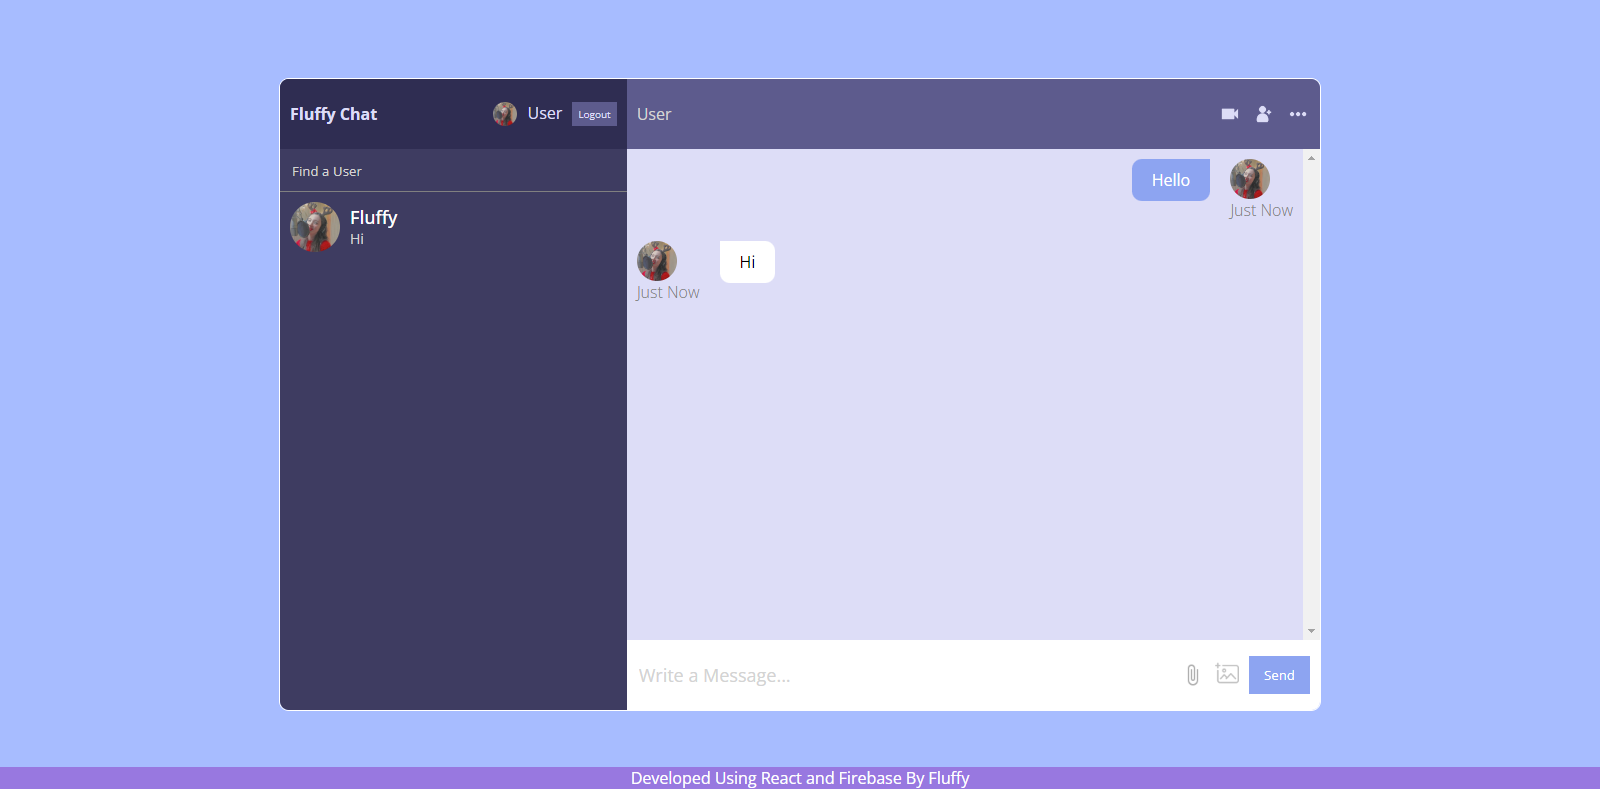 Fluffy Chat
User
Logout
User
Find a User
Fluffy
Hi
Hello
Just Now
Hi
Just Now
Write a Message...
Send
Developed Using React and Firebase By Fluffy